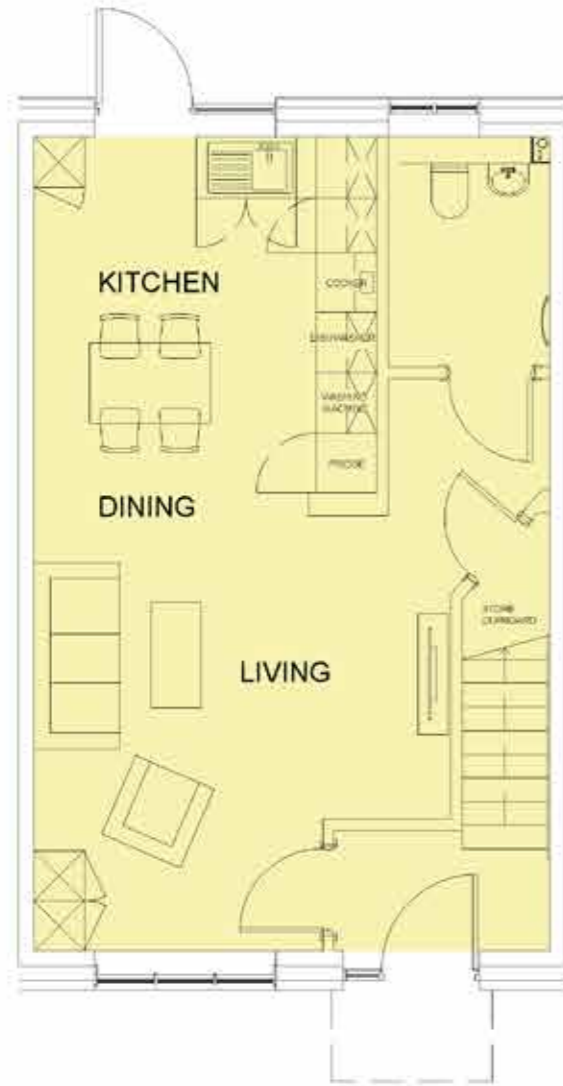 KITCHEN
COOKER
DISHWASHER
WASHING
MACHINE
FRIDGE
DINING
STORE
CUPBOARD
LIVING